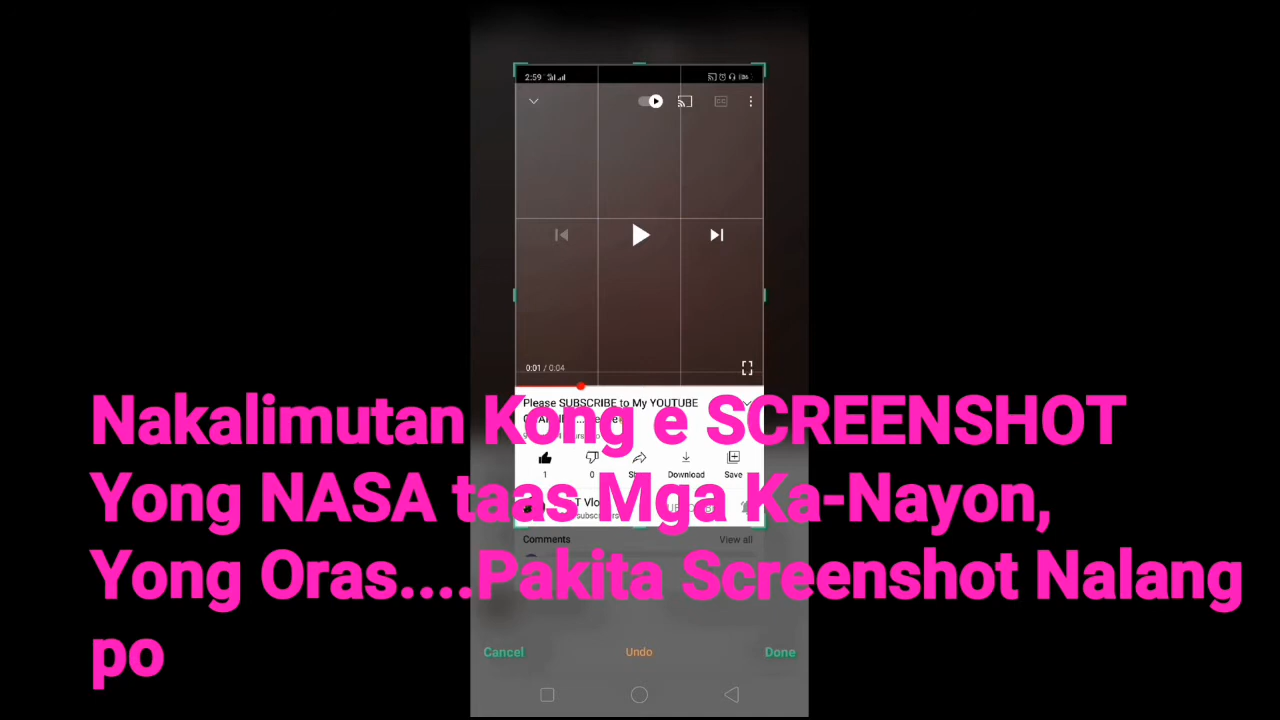 2:59
0:01 / 0:04
Please SUBSCRIBE to My YOUTUBE
Nakalimutan Kong e SCREENSHOT
1 0 Download Save
Yong NASA taas Mga Ka-Nayon,
Comments View all
Yong Oras....Pakita Screenshot Nalang
po
Cancel Undo Done